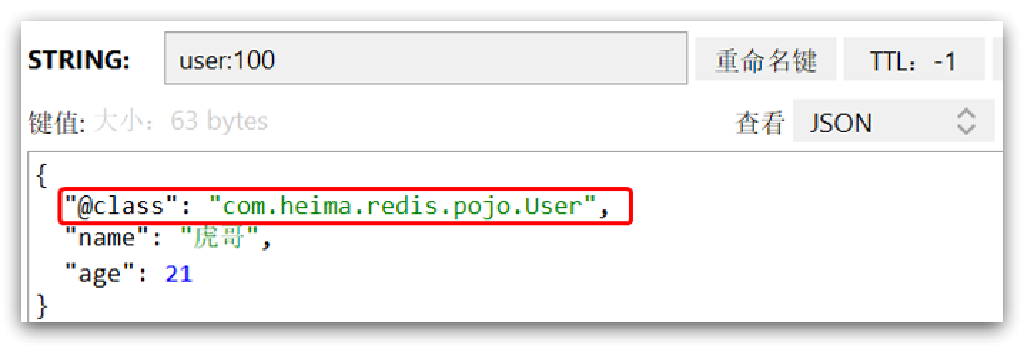 STRING: user:100 重命名键 TTL：-1
键值: 大小：63 bytes 查看 JSON
{
"@class": "com.heima.redis.pojo.User",
"name": "虎哥",
"age": 21
}